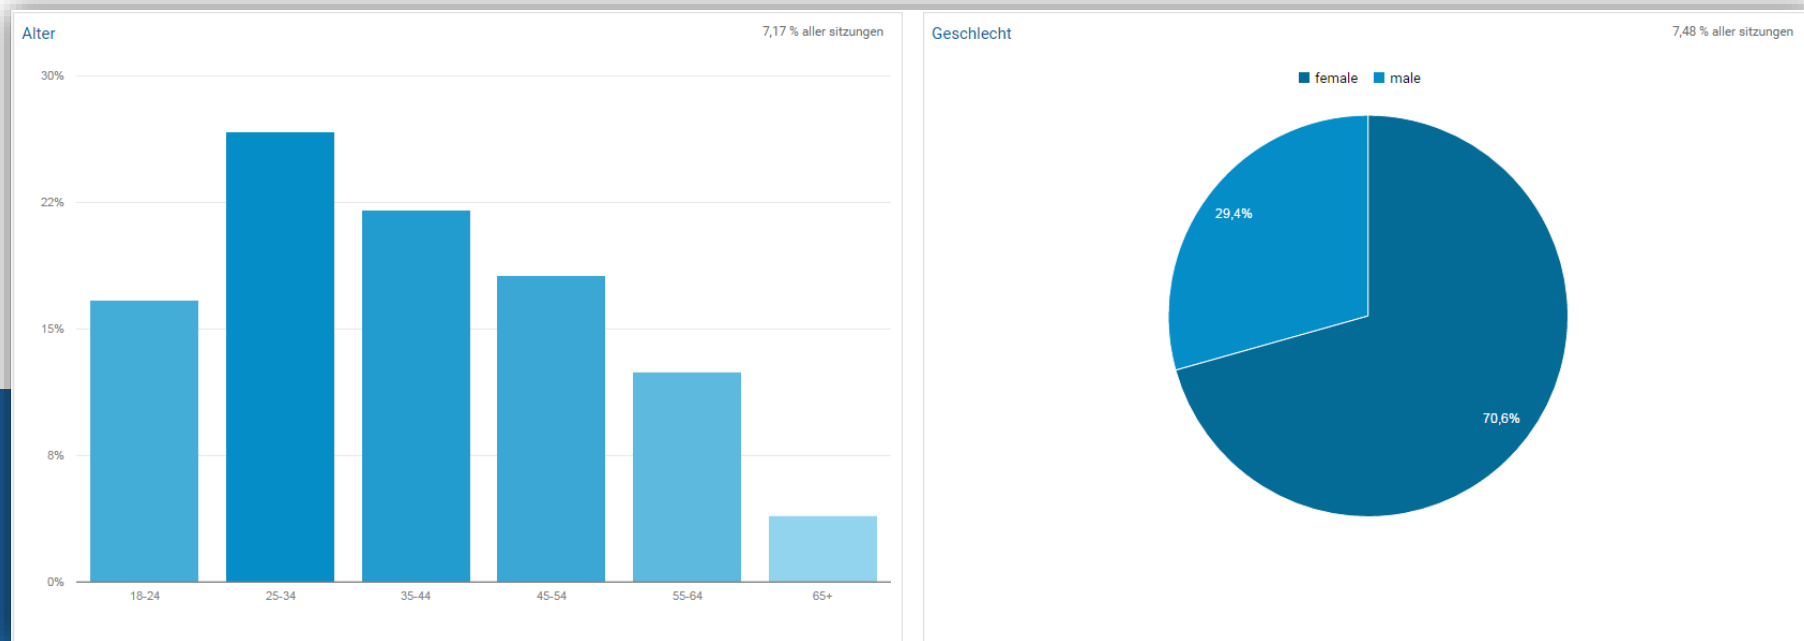 Alter
7,17 % aller sitzungen
30%
22%
15%
8%
0%
18-24 25-34 35-44 45-54 55-64 65+
Geschlecht
7,48 % aller sitzungen
female male
29,4%
70,6%